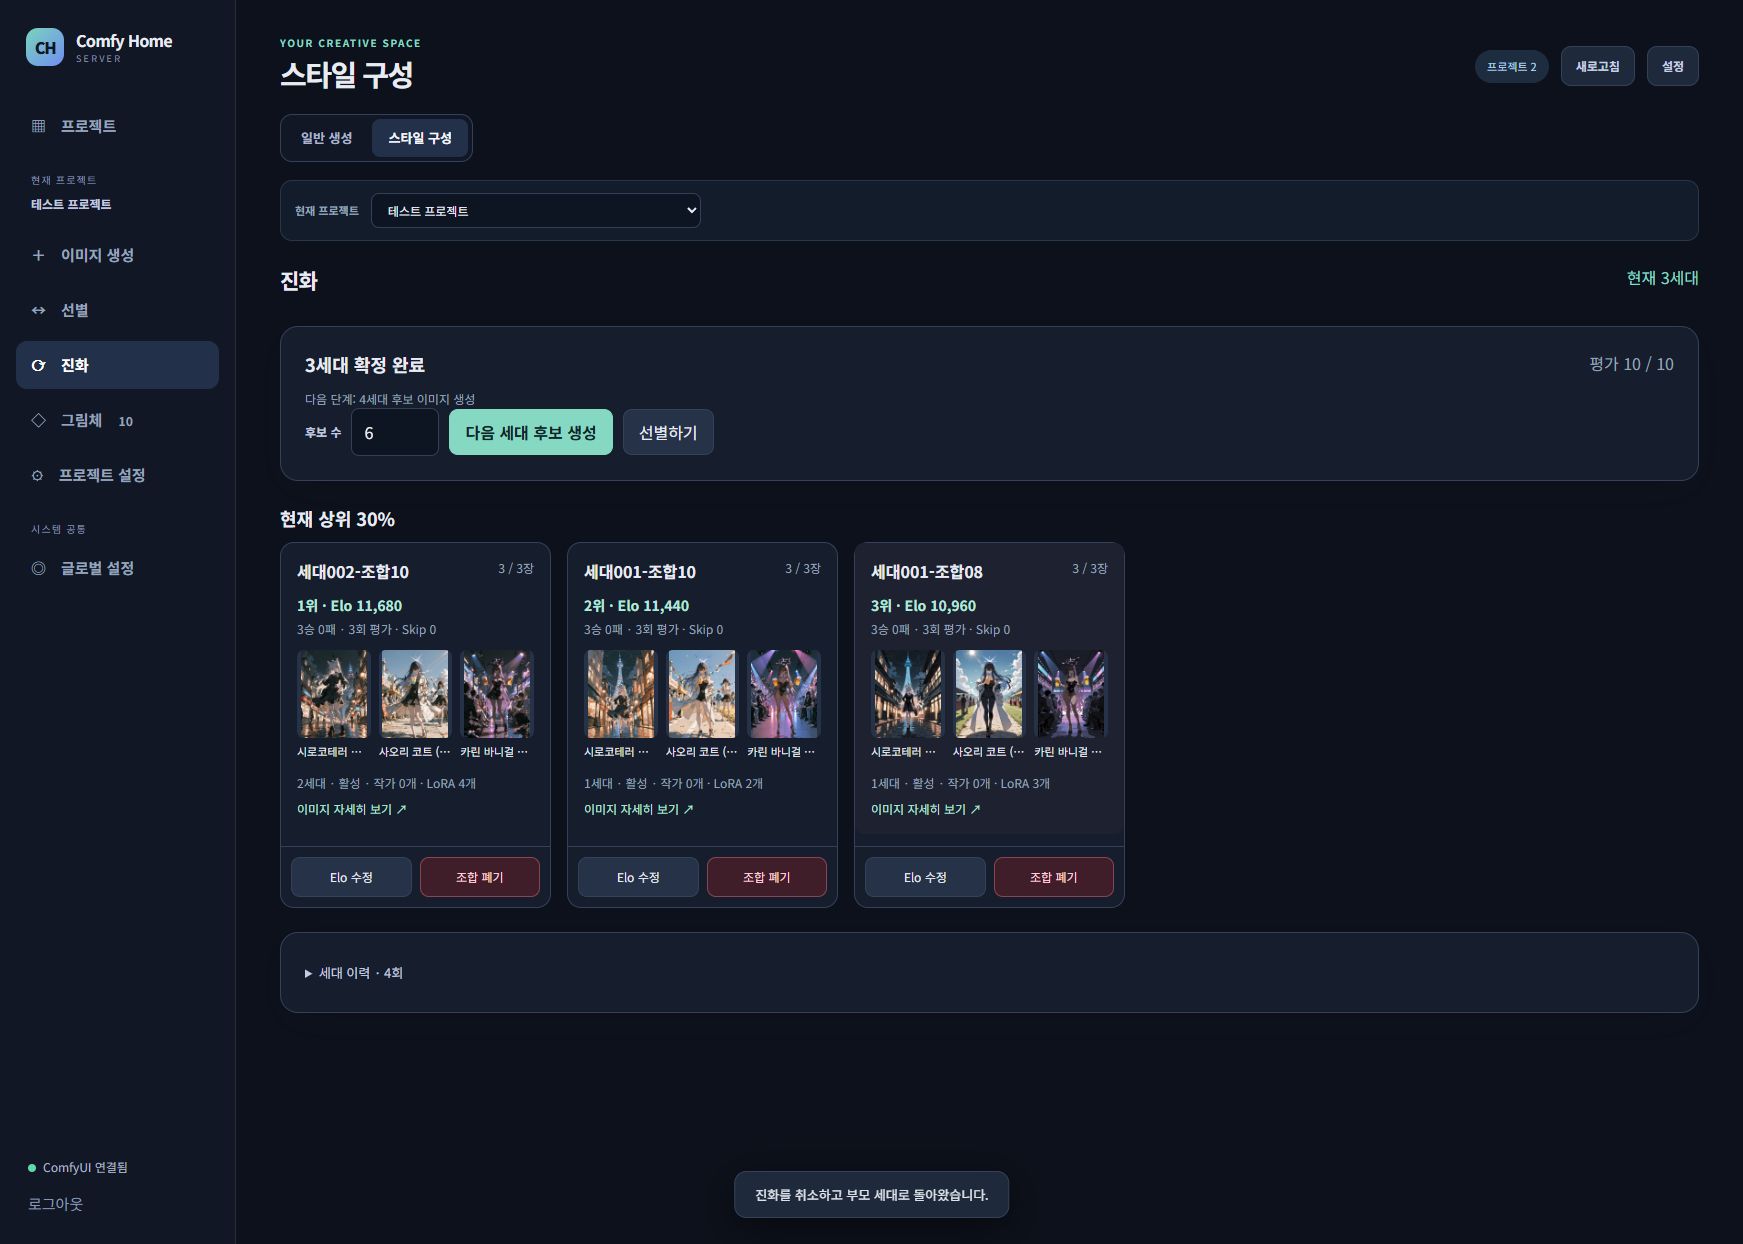 CH
Comfy Home
SERVER
프로젝트
현재 프로젝트
테스트 프로젝트
이미지 생성
선별
진화
그림체 10
프로젝트 설정
시스템 공통
글로벌 설정
ComfyUI 연결됨
로그아웃
YOUR CREATIVE SPACE
스타일 구성
프로젝트 2
새로고침
설정
일반 생성
스타일 구성
현재 프로젝트
테스트 프로젝트
진화
현재 3세대
3세대 확정 완료
평가 10 / 10
다음 단계: 4세대 후보 이미지 생성
후보 수
6
다음 세대 후보 생성
선별하기
현재 상위 30%
세대002-조합10
3 / 3장
1위 · Elo 11,680
3승 0패 · 3회 평가 · Skip 0
시로코테러 ···
사오리 코트 (···
카린 바니걸 ···
2세대 · 활성 · 작가 0개 · LoRA 4개
이미지 자세히 보기 ↗
Elo 수정
조합 폐기
세대001-조합10
3 / 3장
2위 · Elo 11,440
3승 0패 · 3회 평가 · Skip 0
시로코테러 ···
사오리 코트 (···
카린 바니걸 ···
1세대 · 활성 · 작가 0개 · LoRA 2개
이미지 자세히 보기 ↗
Elo 수정
조합 폐기
세대001-조합08
3 / 3장
3위 · Elo 10,960
3승 0패 · 3회 평가 · Skip 0
시로코테러 ···
사오리 코트 (···
카린 바니걸 ···
1세대 · 활성 · 작가 0개 · LoRA 3개
이미지 자세히 보기 ↗
Elo 수정
조합 폐기
▶ 세대 이력 · 4회
진화를 취소하고 부모 세대로 돌아왔습니다.